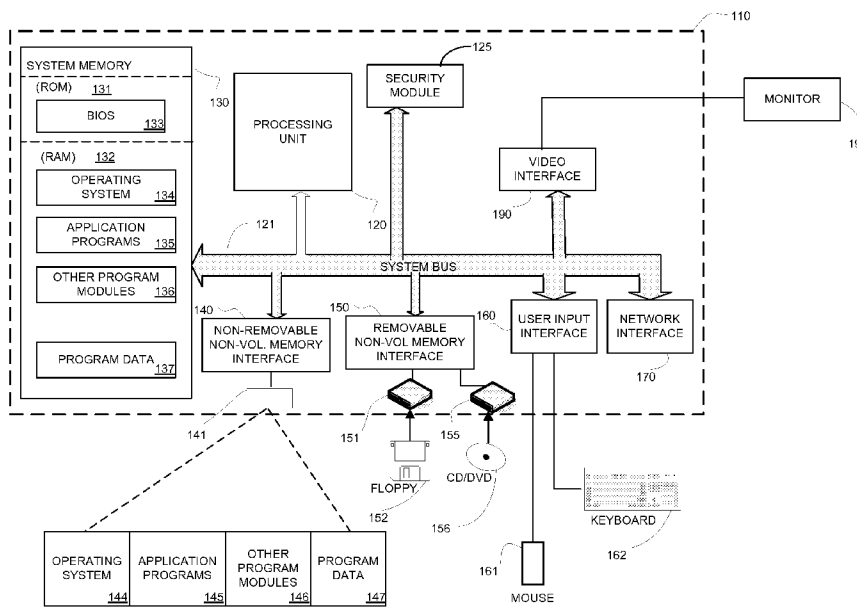 110
SYSTEM MEMORY
130
(ROM) 131
BIOS
133
(RAM) 132
OPERATING
SYSTEM 134
APPLICATION
PROGRAMS 135
OTHER PROGRAM
MODULES 136
PROGRAM DATA
137
PROCESSING
UNIT
120
125
SECURITY
MODULE
VIDEO
INTERFACE
190
MONITOR
121
SYSTEM BUS
140
NON-REMOVABLE
NON-VOL. MEMORY
INTERFACE
150
REMOVABLE
NON-VOL MEMORY
INTERFACE
160
USER INPUT
INTERFACE
NETWORK
INTERFACE
170
141
151
155
FLOPPY
152
CD/DVD
156
KEYBOARD
162
161
MOUSE
OPERATING
SYSTEM
144
APPLICATION
PROGRAMS
145
OTHER
PROGRAM
MODULES 146
PROGRAM
DATA
147